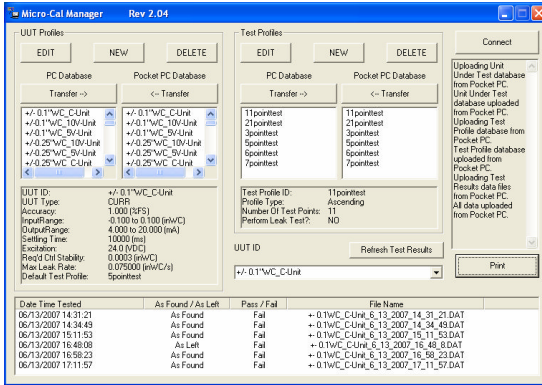 Micro-Cal Manager Rev 2.04
UUT Profiles
EDIT NEW DELETE
PC Database Pocket PC Database
Transfer --> <-- Transfer
+/- 0.1"WC_C-Unit
+/-0.1"WC_10V-Unit
+/-0.1"WC_5V-Unit
+/-0.25"WC_10V-Unit
+/-0.25"WC_5V-Unit
+/-0.25"WC C-Unit
+/- 0.1"WC_C-Unit
+/-0.1"WC_10V-Unit
+/-0.1"WC_5V-Unit
+/-0.25"WC_10V-Unit
+/-0.25"WC_5V-Unit
+/-0.25"WC C-Unit
UUT ID: +/- 0.1"WC_C-Unit
UUT Type: CURR
Accuracy: 1.000 (%FS)
InputRange: -0.100 to 0.100 (inWC)
OutputRange: 4.000 to 20.000 (mA)
Settling Time: 10000 (ms)
Excitation: 24.0 (VDC)
Req'd Ctrl Stability: 0.0003 (inWC)
Max Leak Rate: 0.075000 (inWC/s)
Default Test Profile: 5pointtest
Test Profiles
EDIT NEW DELETE
PC Database Pocket PC Database
Transfer --> <-- Transfer
11pointtest
21pointtest
3pointtest
5pointtest
6pointtest
7pointtest
11pointtest
21pointtest
3pointtest
5pointtest
6pointtest
7pointtest
Test Profile ID: 11pointtest
Profile Type: Ascending
Number Of Test Points: 11
Perform Leak Test?: NO
UUT ID Refresh Test Results
+/- 0.1"WC_C-Unit
Connect
Uploading Unit
Under Test database
from Pocket PC.
Unit Under Test
database uploaded
from Pocket PC.
Uploading Test
Profile database from
Pocket PC.
Test Profile database
uploaded from
Pocket PC.
Uploading Test
Results data files
from Pocket PC.
All data uploaded
from Pocket PC.
Print
Date Time Tested As Found / As Left Pass / Fail File Name
06/13/2007 14:31:21 As Found Fail +- 0.1WC_C-Unit_6_13_2007_14_31_21.DAT
06/13/2007 14:34:49 As Found Fail +- 0.1WC_C-Unit_6_13_2007_14_34_49.DAT
06/13/2007 15:11:53 As Found Fail +- 0.1WC_C-Unit_6_13_2007_15_11_53.DAT
06/13/2007 16:48:08 As Left Fail +- 0.1WC_C-Unit_6_13_2007_16_48_8.DAT
06/13/2007 16:58:23 As Found Fail +- 0.1WC_C-Unit_6_13_2007_16_58_23.DAT
06/13/2007 17:11:57 As Found Fail +- 0.1WC_C-Unit_6_13_2007_17_11_57.DAT